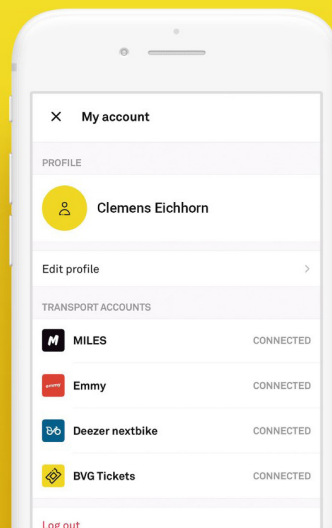 × My account
PROFILE
Clemens Eichhorn
Edit profile >
TRANSPORT ACCOUNTS
M MILES CONNECTED
emmy Emmy CONNECTED
Deezer nextbike CONNECTED
BVG Tickets CONNECTED
Log out